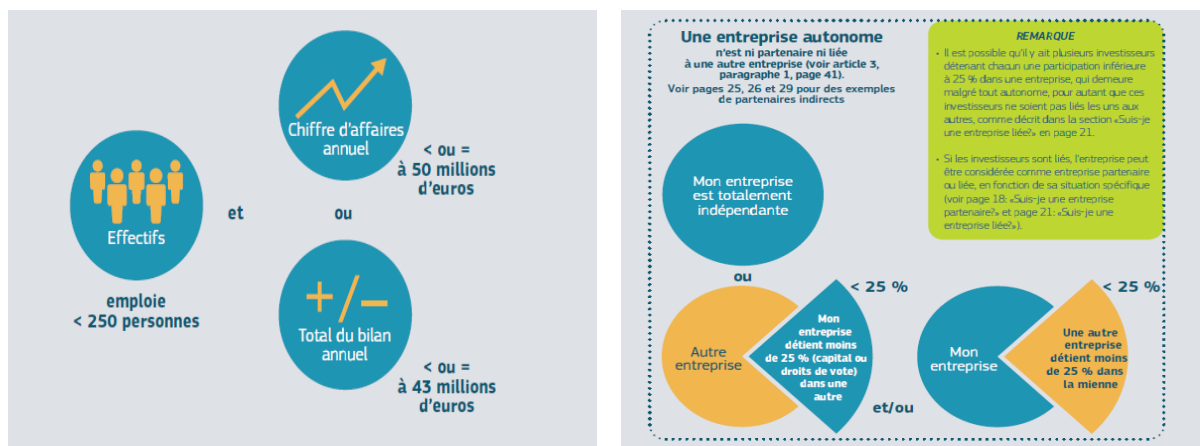 Effectifs
emploie
< 250 personnes
et
Chiffre d'affaires
annuel
< ou =
à 50 millions
d'euros
ou
+/−
Total du bilan
annuel
< ou =
à 43 millions
d'euros
Une entreprise autonome
n'est ni partenaire ni liée
à une autre entreprise (voir article 3,
paragraphe 1, page 41).
Voir pages 25, 26 et 29 pour des exemples
de partenaires indirects
REMARQUE
• Il est possible qu'il y ait plusieurs investisseurs
détenant chacun une participation inférieure
à 25 % dans une entreprise, qui demeure
malgré tout autonome, pour autant que ces
investisseurs ne soient pas liés les uns aux
autres, comme décrit dans la section «Suis-je
une entreprise liée?» en page 21.
• Si les investisseurs sont liés, l'entreprise peut
être considérée comme entreprise partenaire
ou liée, en fonction de sa situation spécifique
(voir page 18: «Suis-je une entreprise
partenaire?» et page 21: «Suis-je une
entreprise liée?»).
Mon entreprise
est totalement
indépendante
ou
Autre
entreprise
< 25 %
Mon
entreprise
détient moins
de 25 % (capital ou
droits de vote)
dans une
autre
et/ou
Mon
entreprise
< 25 %
Une autre
entreprise
détient moins
de 25 % dans
la mienne